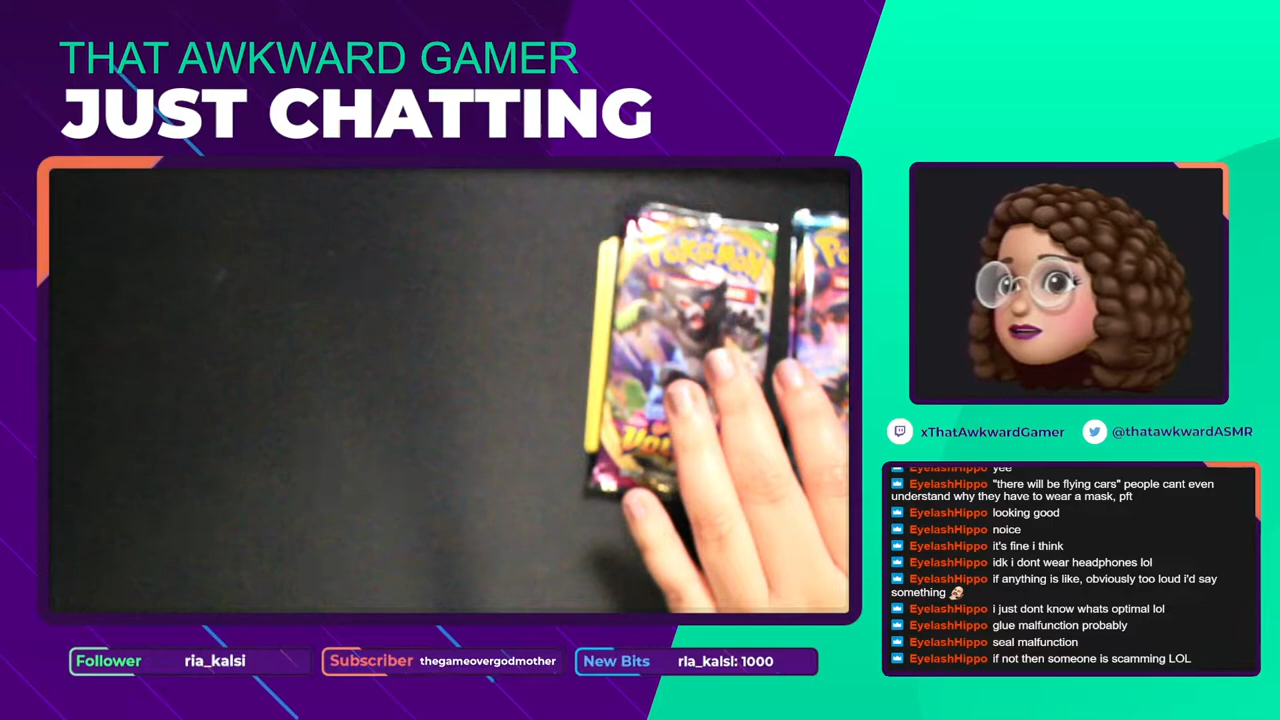 THAT AWKWARD GAMER
JUST CHATTING
POKéMON
xThatAwkwardGamer
@thatawkwardASMR
EyelashHippo yee
EyelashHippo "there will be flying cars" people cant even
understand why they have to wear a mask, pft
EyelashHippo looking good
EyelashHippo noice
EyelashHippo it's fine i think
EyelashHippo idk i dont wear headphones lol
EyelashHippo if anything is like, obviously too loud i'd say
something
EyelashHippo i just dont know whats optimal lol
EyelashHippo glue malfunction probably
EyelashHippo seal malfunction
EyelashHippo if not then someone is scamming LOL
Follower ria_kalsi
Subscriber thegameovergodmother
New Bits ria_kalsi: 1000